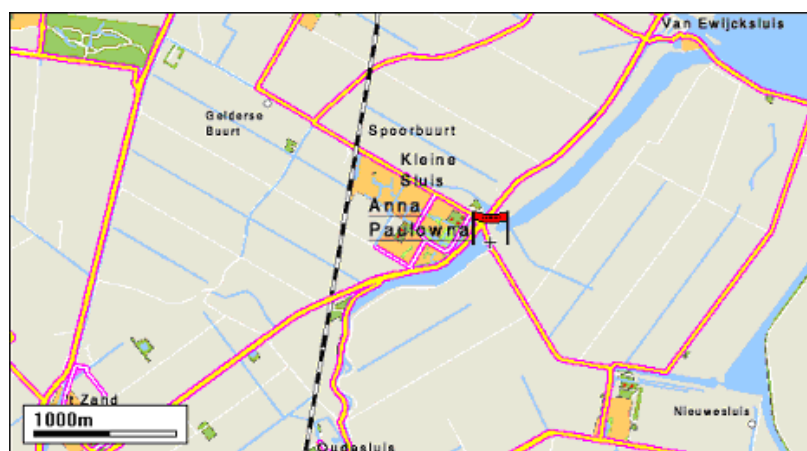 Van Ewijcksluis
Gelderse
Buurt
Spoorbuurt
Kleine
Sluis
Anna
Paulowna
't Zand
1000m
Nieuwesluis
Oudesluis